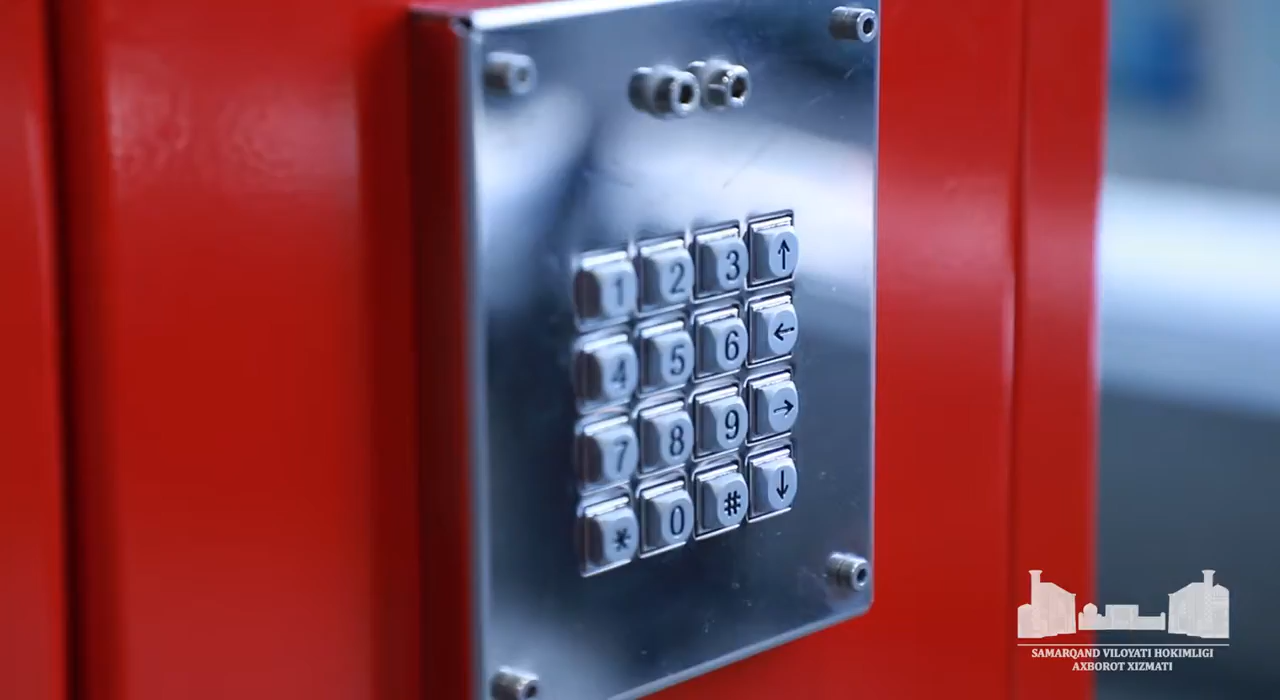 1 2 3 ↑
4 5 6 ←
7 8 9 →
* 0 # ↓
SAMARQAND VILOYATI HOKIMLIGI
AXBOROT XIZMATI